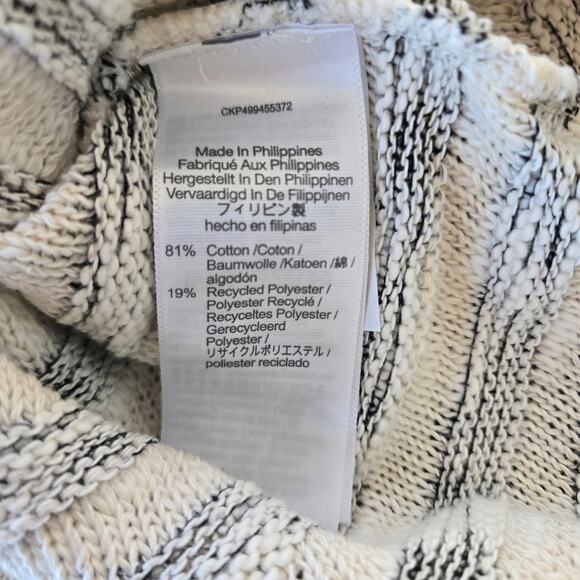 CKP499455372
Made In Philippines
Fabriqué Aux Philippines
Hergestellt In Den Philippinen
Vervaardigd In De Filippijnen
フィリピン製
hecho en filipinas
81% Cotton /Coton /
Baumwolle /Katoen /綿 /
algodón
19% Recycled Polyester /
Polyester Recyclé /
Recyceltes Polyester /
Gerecycleerd
Polyester /
リサイクルポリエステル /
poliester reciclado